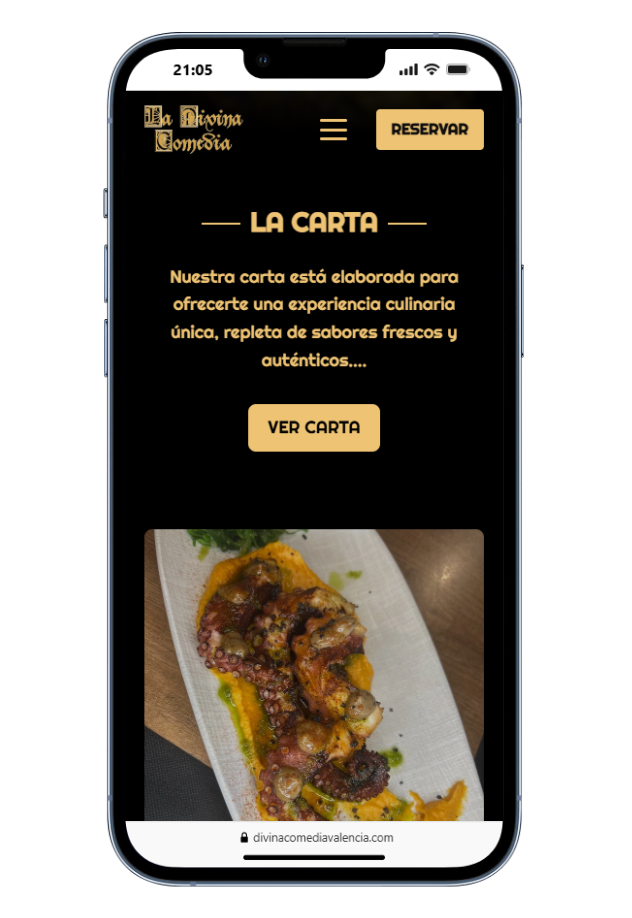 21:05
La Divina
Comedia
RESERVAR
LA CARTA
Nuestra carta está elaborada para
ofrecerte una experiencia culinaria
única, repleta de sabores frescos y
auténticos....
VER CARTA
divinacomediavalencia.com